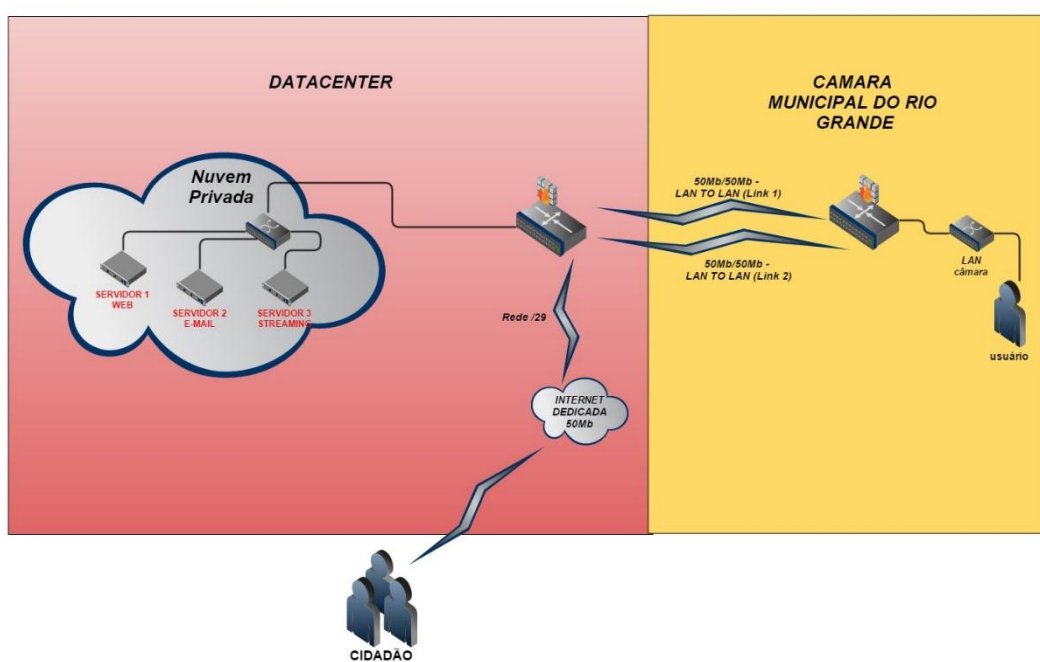 DATACENTER
CAMARA
MUNICIPAL DO RIO
GRANDE
Nuvem
Privada
SERVIDOR 1
WEB
SERVIDOR 2
E-MAIL
SERVIDOR 3
STREAMING
50Mb/50Mb -
LAN TO LAN (Link 1)
50Mb/50Mb -
LAN TO LAN (Link 2)
LAN
câmara
usuário
Rede /29
INTERNET
DEDICADA
50Mb
CIDADÃO